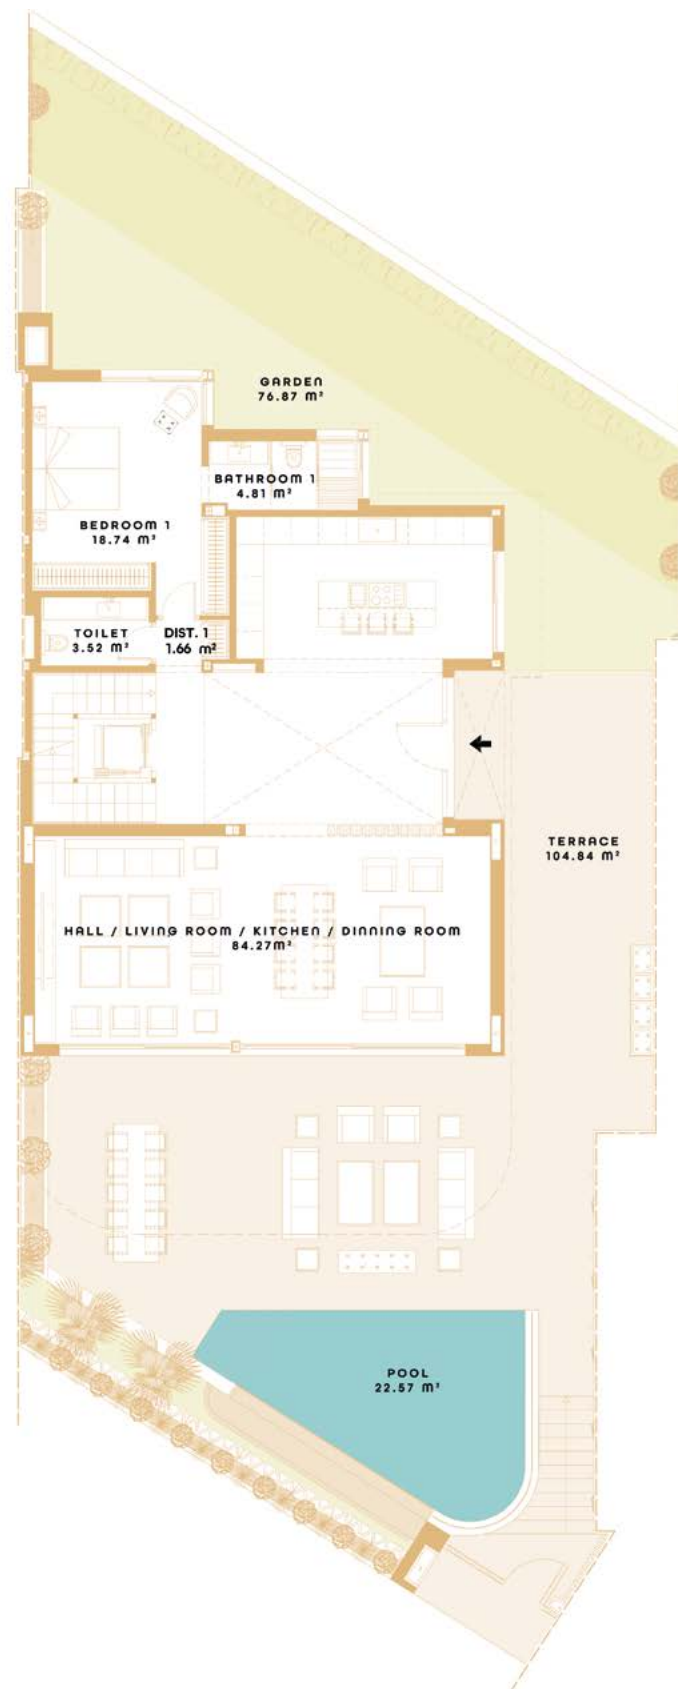 GARDEN
76.87 m²
BATHROOM 1
4.81 m²
BEDROOM 1
18.74 m²
TOILET
3.52 m²
DIST. 1
1.66 m²
TERRACE
104.84 m²
HALL / LIVING ROOM / KITCHEN / DINNING ROOM
84.27m²
POOL
22.57 m²